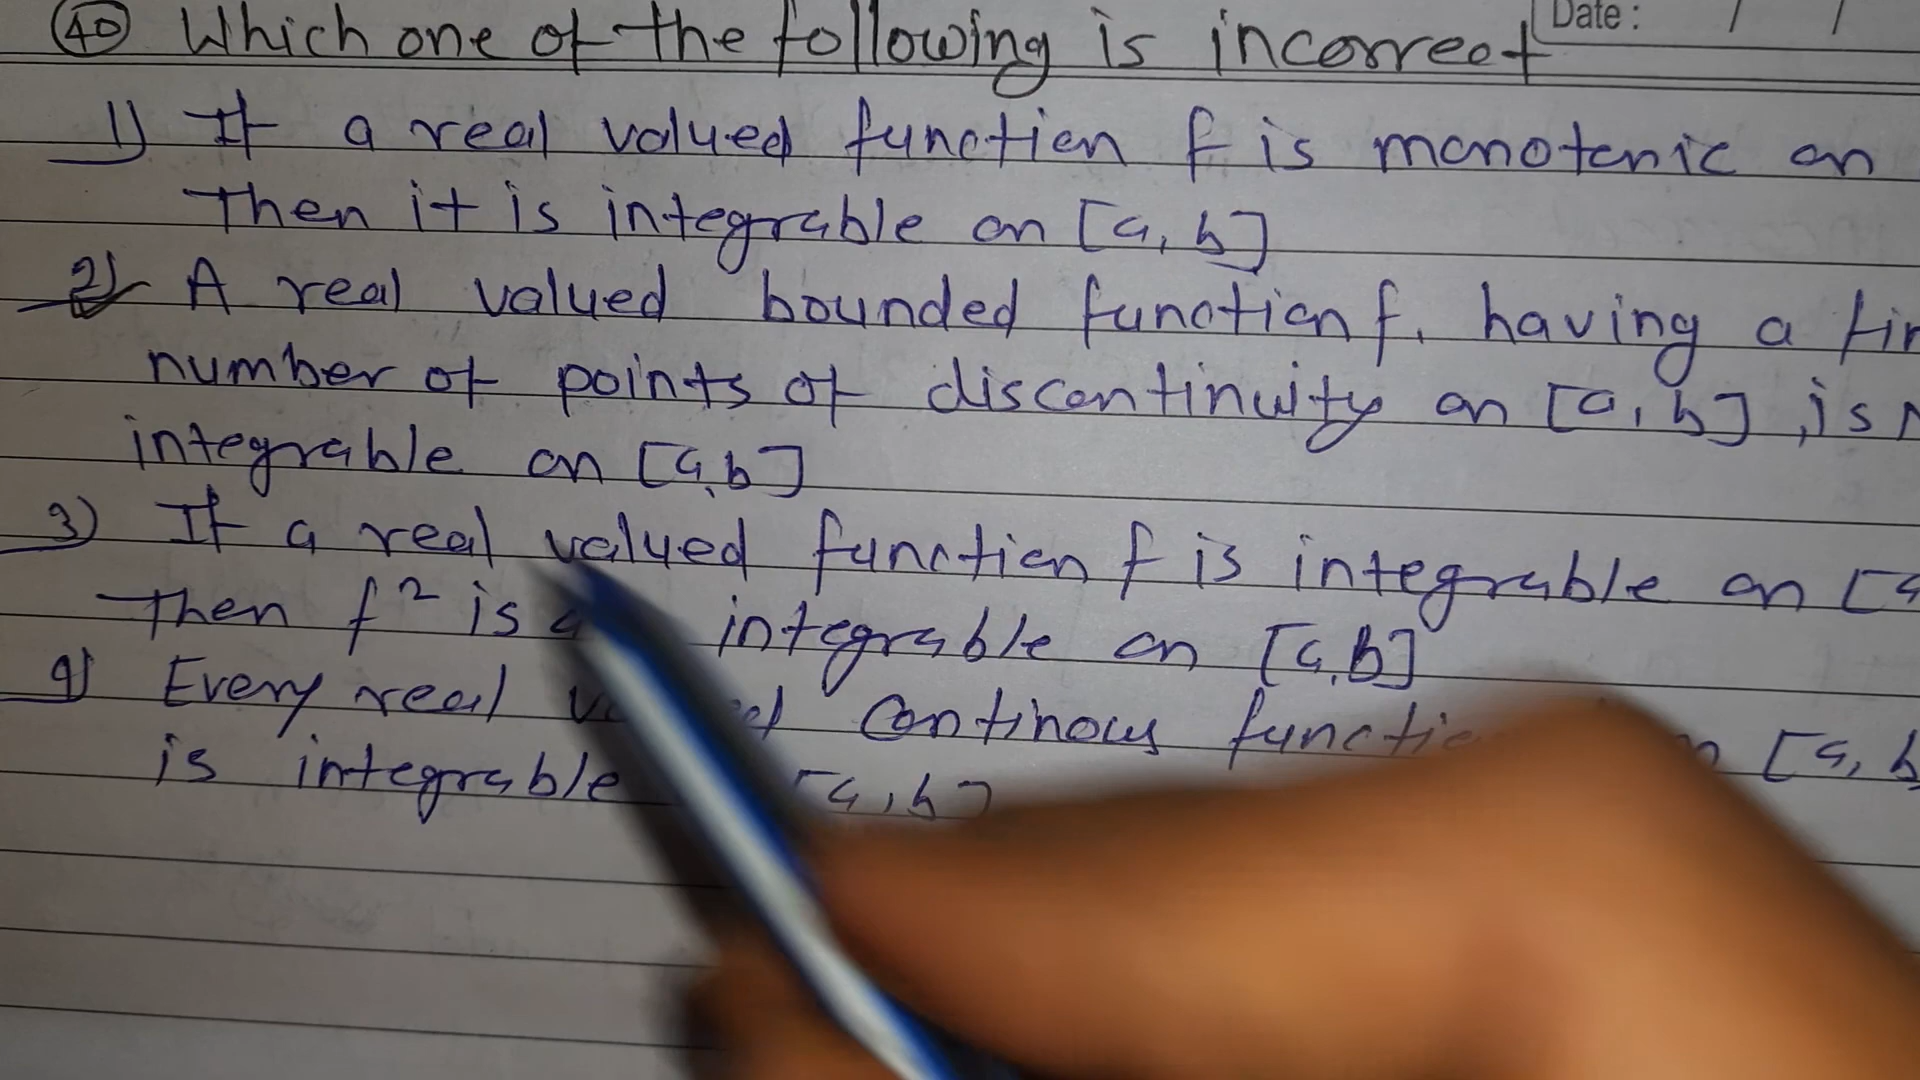 40 Which one of the following is incorrect
Date : / /
1) If a real valued function f is monotonic on
then it is integrable on [a, b]
2) A real valued bounded function f, having a
number of points of discontinuity on [a, b], is
integrable on [a, b]
3) If a real valued function f is integrable on [a
then f² is integrable on [a, b]
4) Every real continous [a, b
is integrable [a, b]